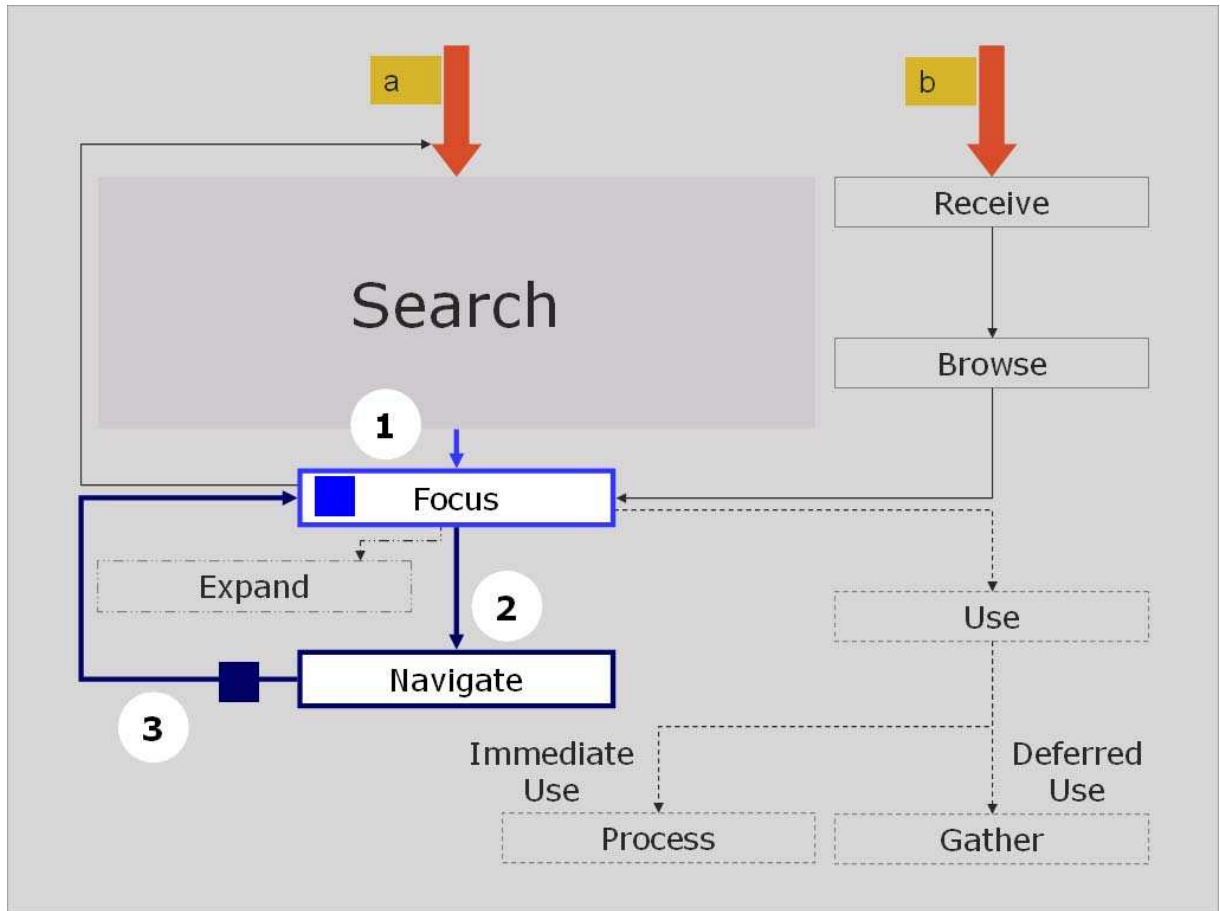 a
b
Receive
Search
Browse
1
Focus
Expand
2
Use
Navigate
3
Immediate
Use
Deferred
Use
Process
Gather